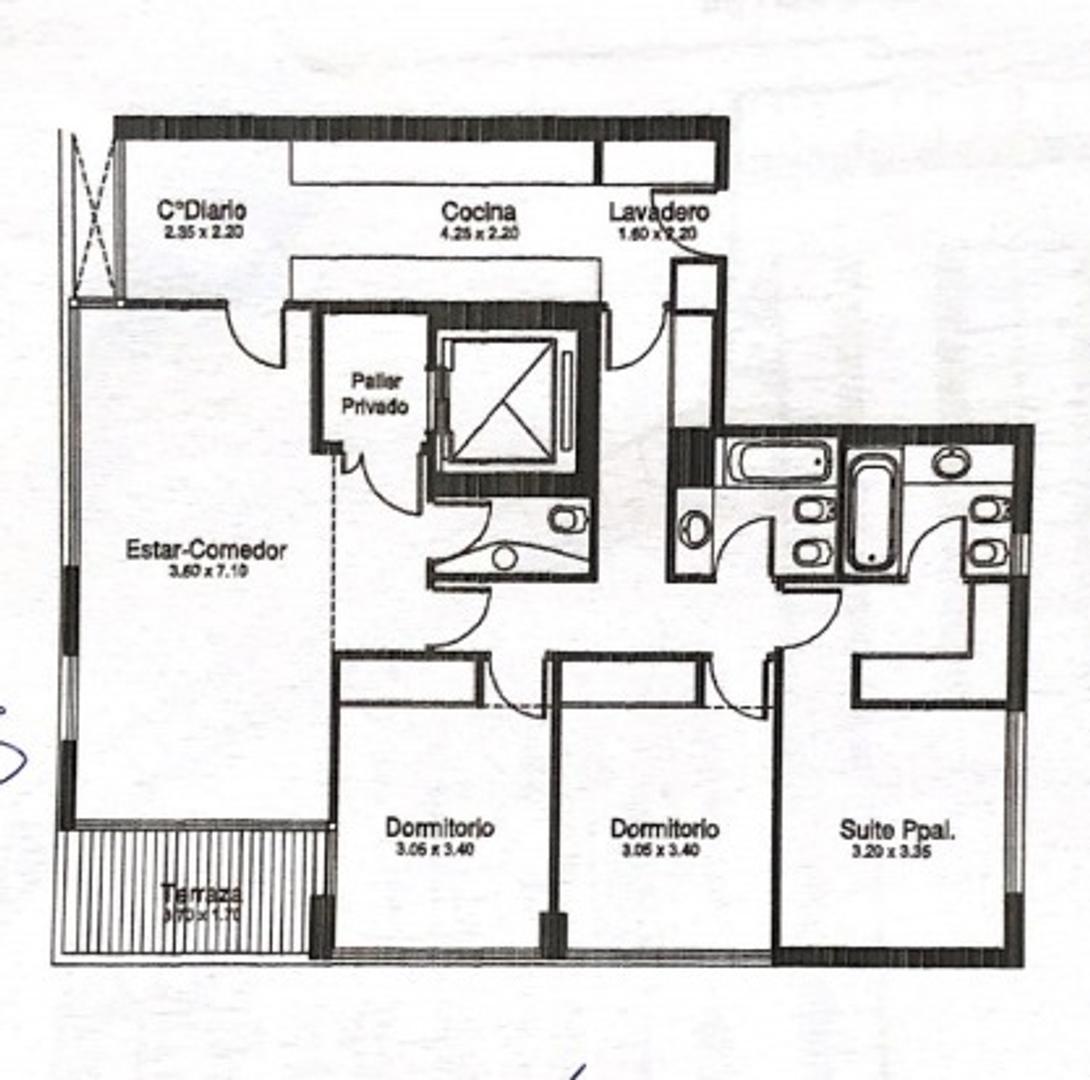 C°Diario
2.35 x 2.20
Cocina
4.25 x 2.20
Lavadero
1.60 x 2.20
Palier
Privado
Estar-Comedor
3.60 x 7.10
Dormitorio
3.05 x 3.40
Dormitorio
3.05 x 3.40
Suite Ppal.
3.20 x 3.35
Terraza
3.70 x 1.70